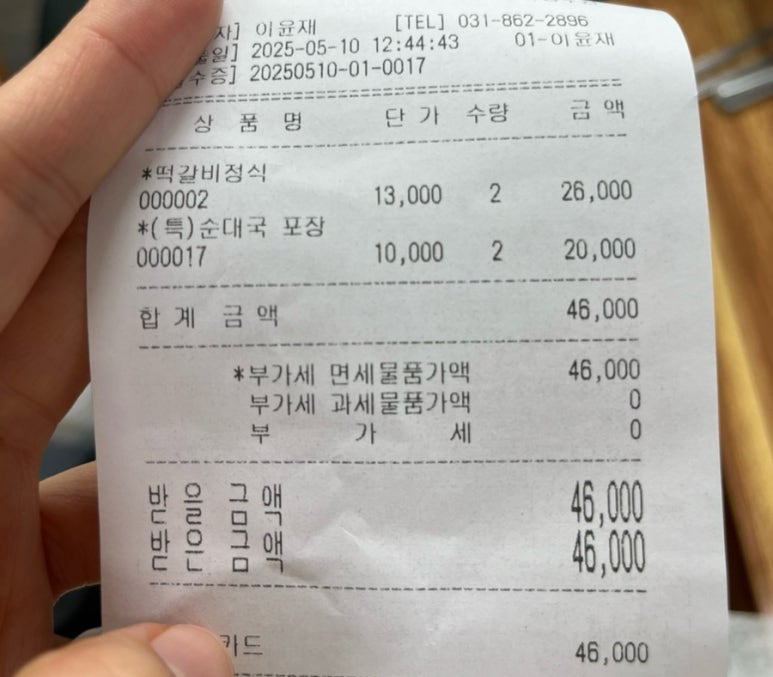 자] 이윤재 [TEL] 031-862-2896
일] 2025-05-10 12:44:43 01-이윤재
수증] 20250510-01-0017
상 품 명 단 가 수량 금 액
*떡갈비정식
000002 13,000 2 26,000
*(특)순대국 포장
000017 10,000 2 20,000
합 계 금 액 46,000
*부가세 면세물품가액 46,000
부가세 과세물품가액 0
부 가 세 0
받 을 금 액 46,000
받 은 금 액 46,000
카드 46,000